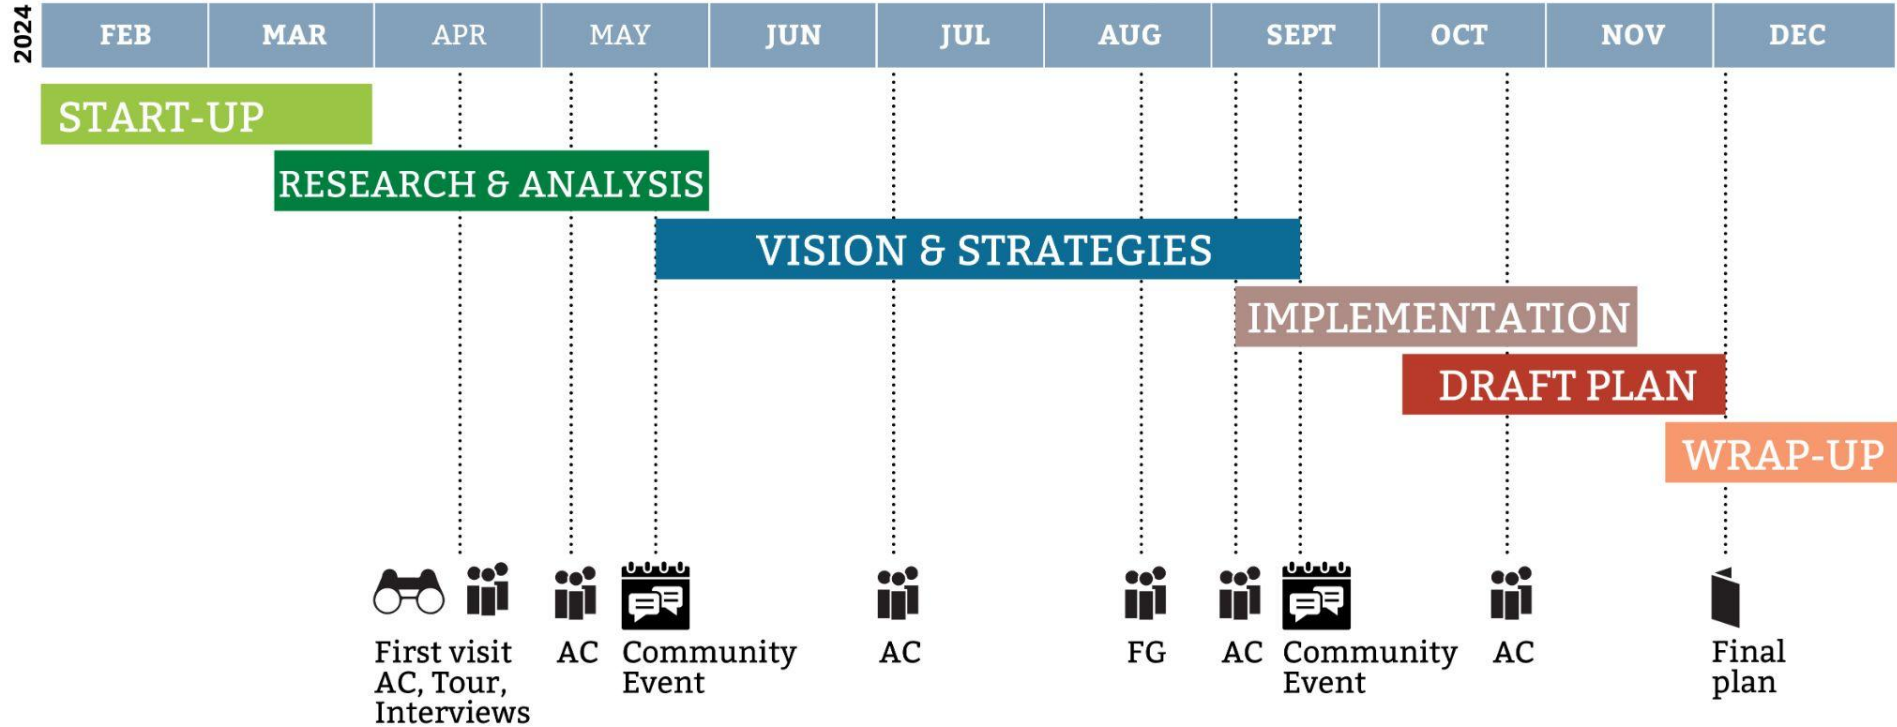 2024
FEB MAR APR MAY JUN JUL AUG SEPT OCT NOV DEC
START-UP
RESEARCH & ANALYSIS
VISION & STRATEGIES
IMPLEMENTATION
DRAFT PLAN
WRAP-UP
First visit
AC, Tour,
Interviews
AC
Community
Event
AC
FG
AC
Community
Event
AC
Final
plan